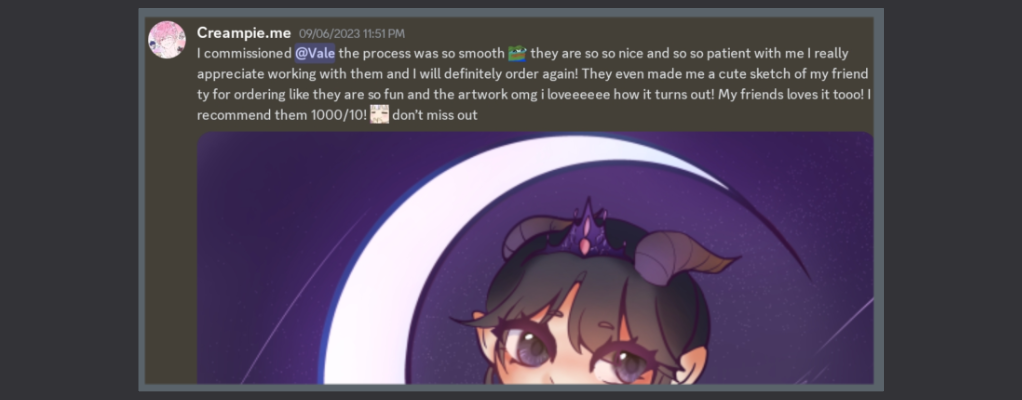 Creampie.me 09/06/2023 11:51 PM
I commissioned @Vale the process was so smooth they are so so nice and so so patient with me I really
appreciate working with them and I will definitely order again! They even made me a cute sketch of my friend
ty for ordering like they are so fun and the artwork omg i loveeeeee how it turns out! My friends loves it tooo! I
recommend them 1000/10! don't miss out